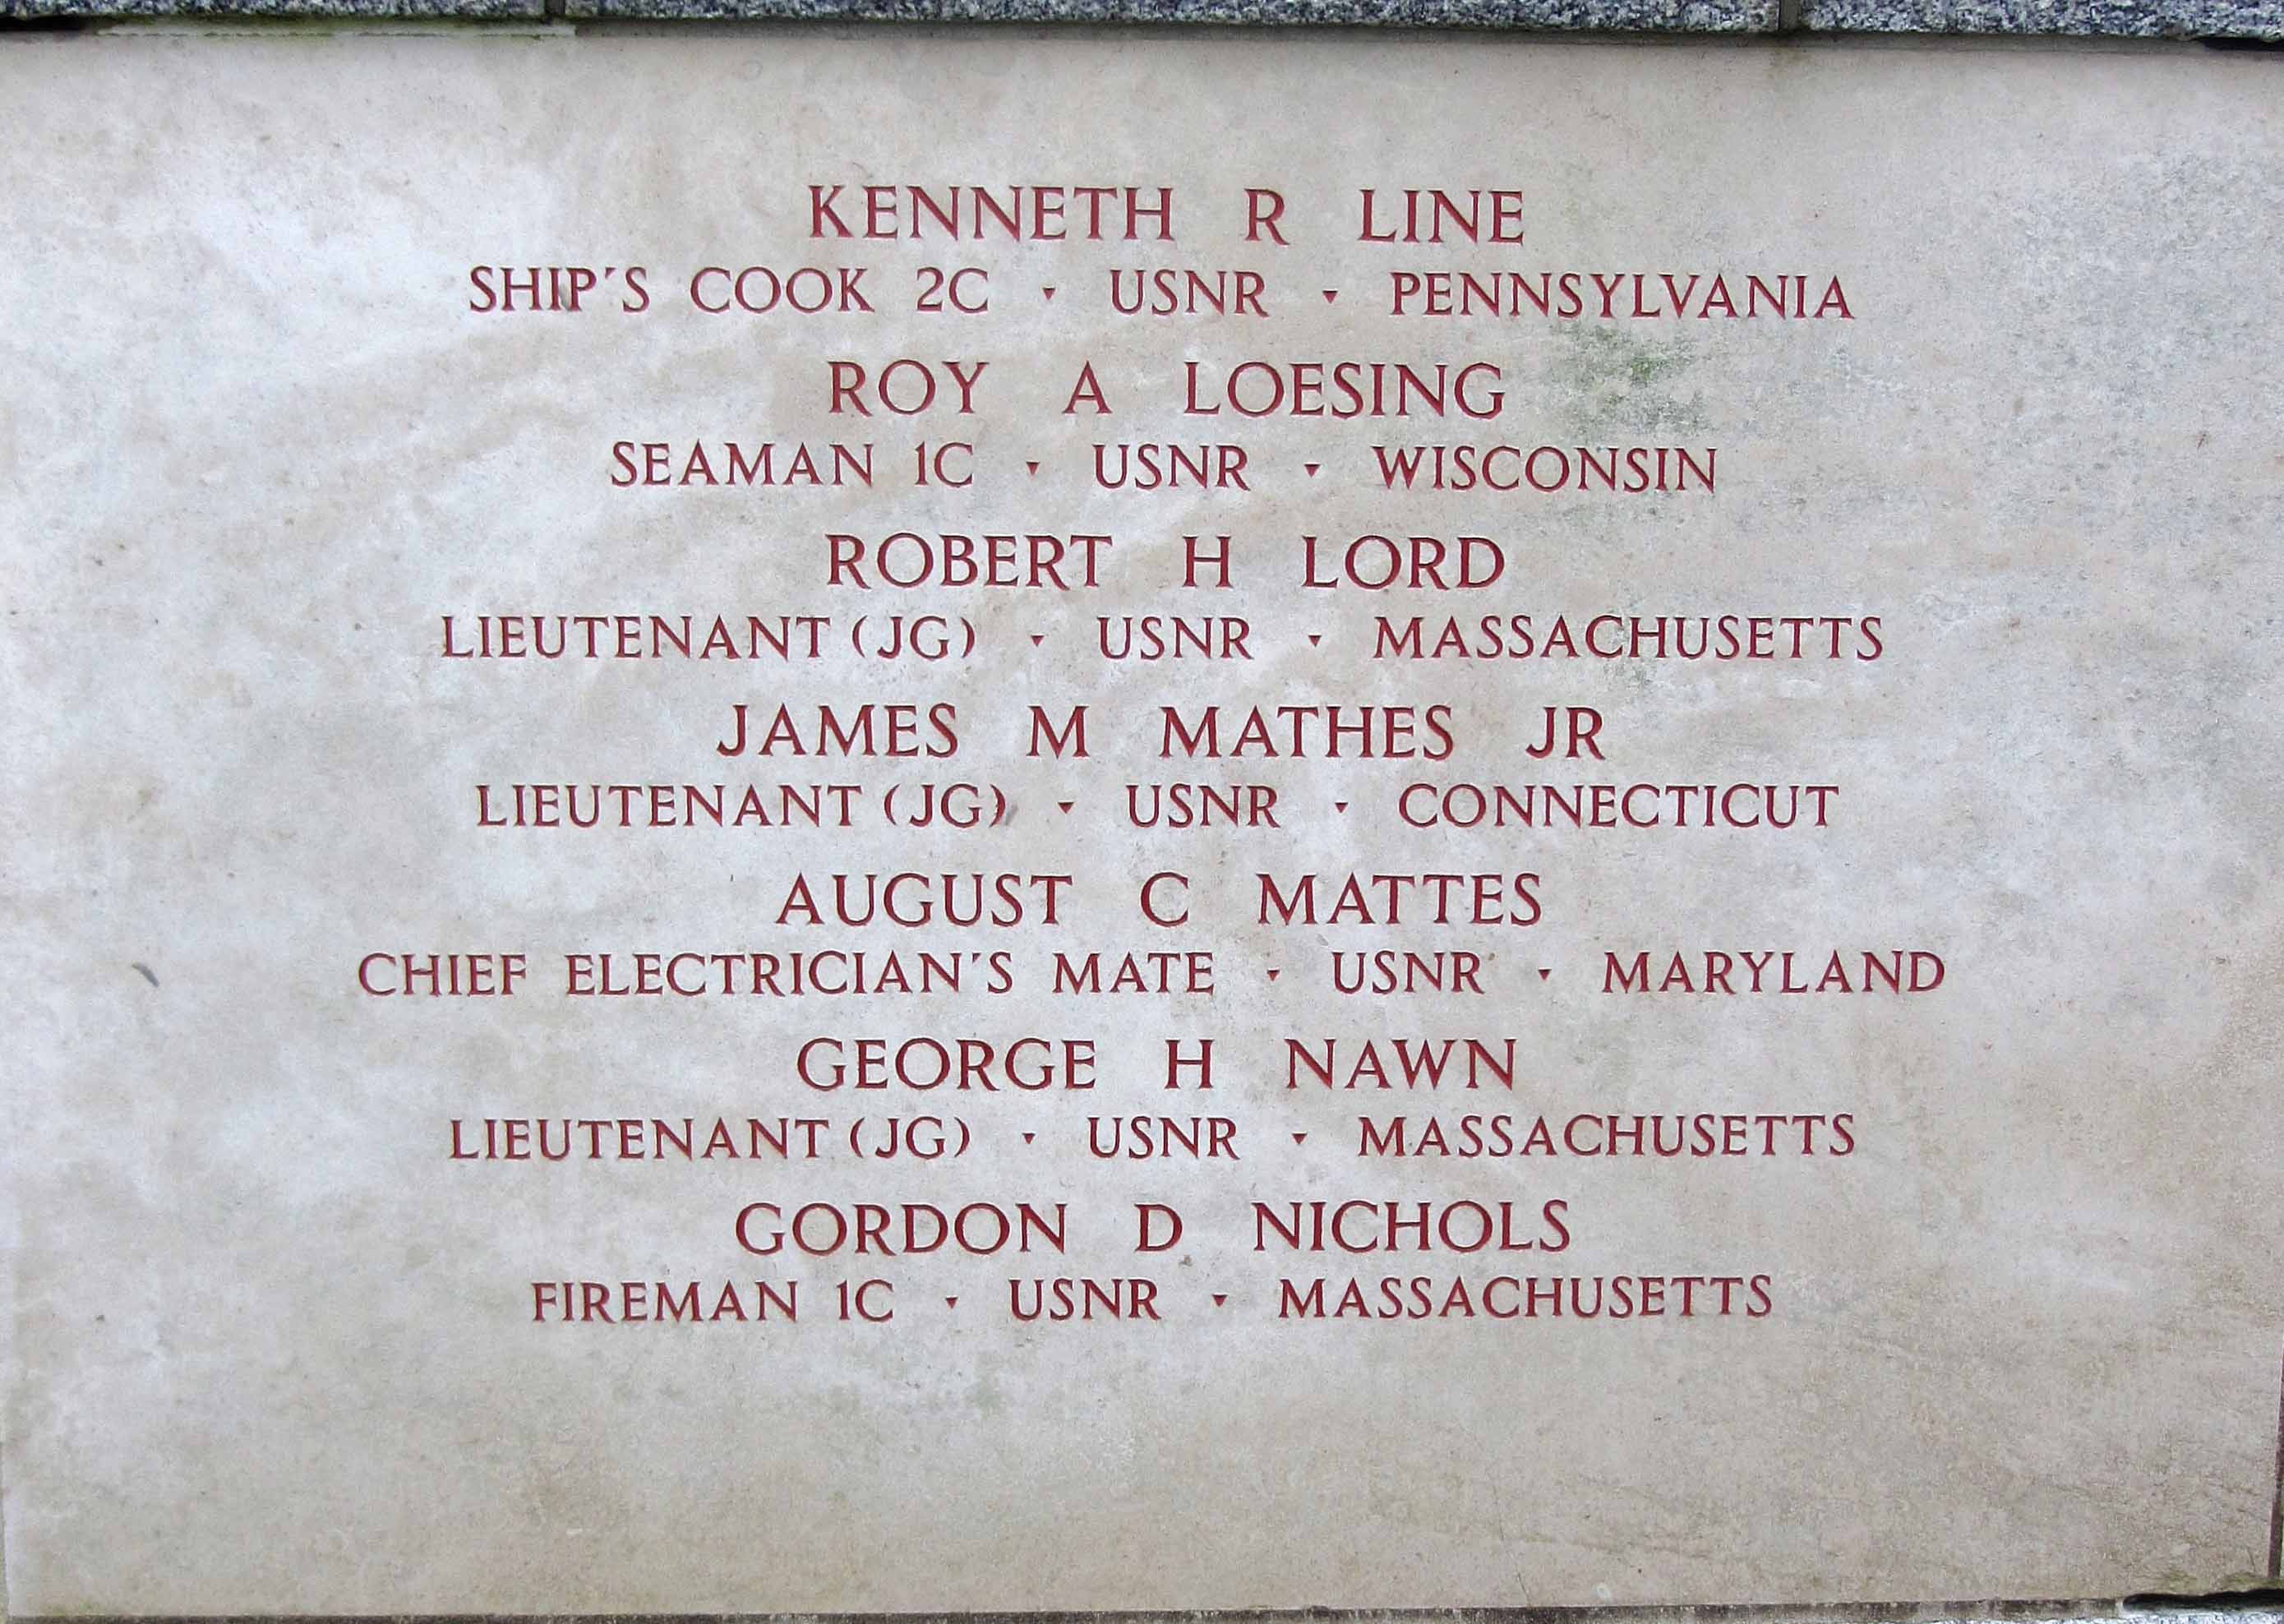 KENNETH R LINE
SHIP'S COOK 2C ▾ USNR ▾ PENNSYLVANIA
ROY A LOESING
SEAMAN 1C ▾ USNR ▾ WISCONSIN
ROBERT H LORD
LIEUTENANT (JG) ▾ USNR ▾ MASSACHUSETTS
JAMES M MATHES JR
LIEUTENANT (JG) ▾ USNR ▾ CONNECTICUT
AUGUST C MATTES
CHIEF ELECTRICIAN'S MATE ▾ USNR ▾ MARYLAND
GEORGE H NAWN
LIEUTENANT (JG) ▾ USNR ▾ MASSACHUSETTS
GORDON D NICHOLS
FIREMAN 1C ▾ USNR ▾ MASSACHUSETTS